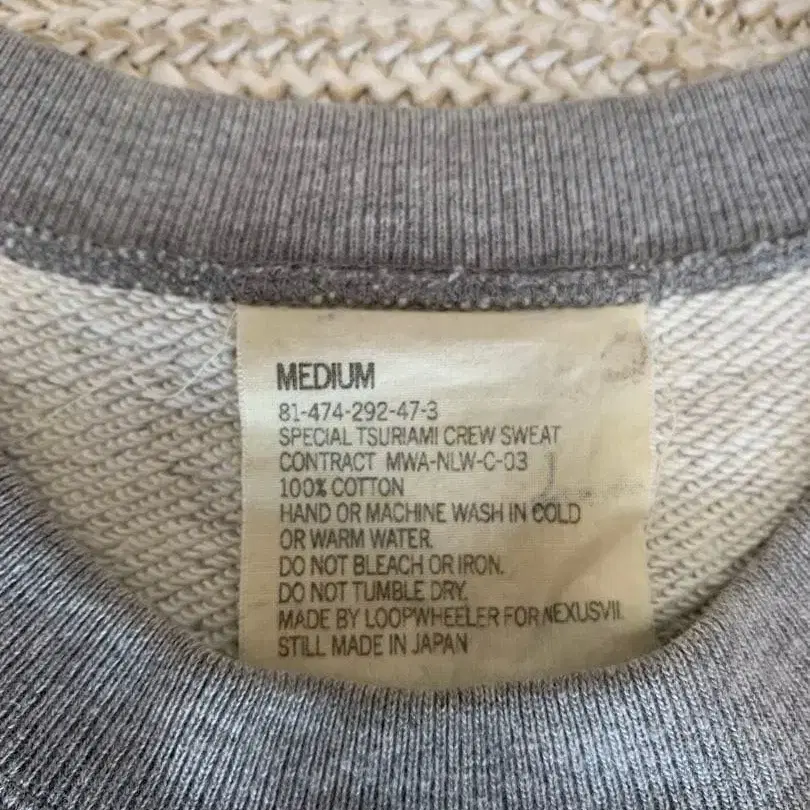 MEDIUM
81-474-292-47-3
SPECIAL TSURIAMI CREW SWEAT
CONTRACT MWA-NLW-C-03
100% COTTON
HAND OR MACHINE WASH IN COLD
OR WARM WATER.
DO NOT BLEACH OR IRON.
DO NOT TUMBLE DRY.
MADE BY LOOPWHEELER FOR NEXUSVII.
STILL MADE IN JAPAN